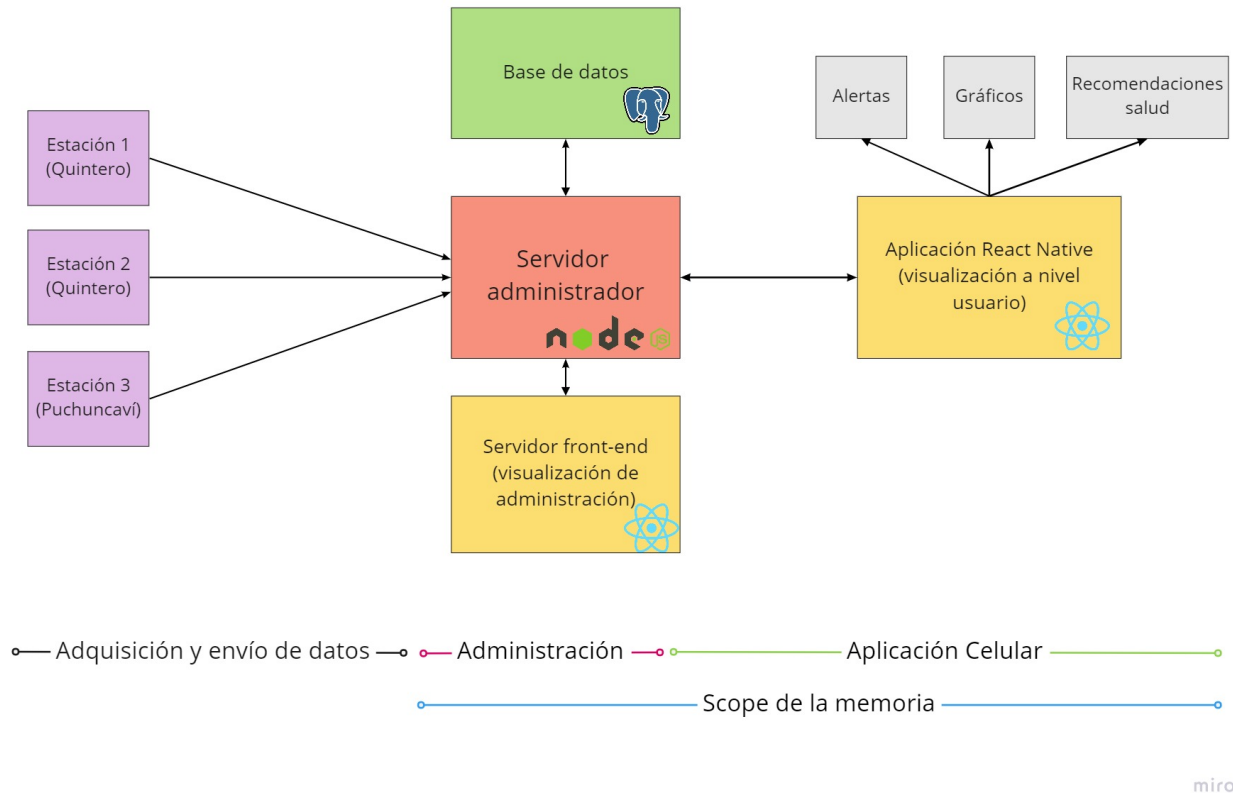 Base de datos
Alertas
Gráficos
Recomendaciones
salud
Estación 1
(Quintero)
Estación 2
(Quintero)
Estación 3
(Puchuncaví)
Servidor
administrador
node
JS
Aplicación React Native
(visualización a nivel
usuario)
Servidor front-end
(visualización de
administración)
Adquisición y envío de datos
Administración
Aplicación Celular
Scope de la memoria
miro